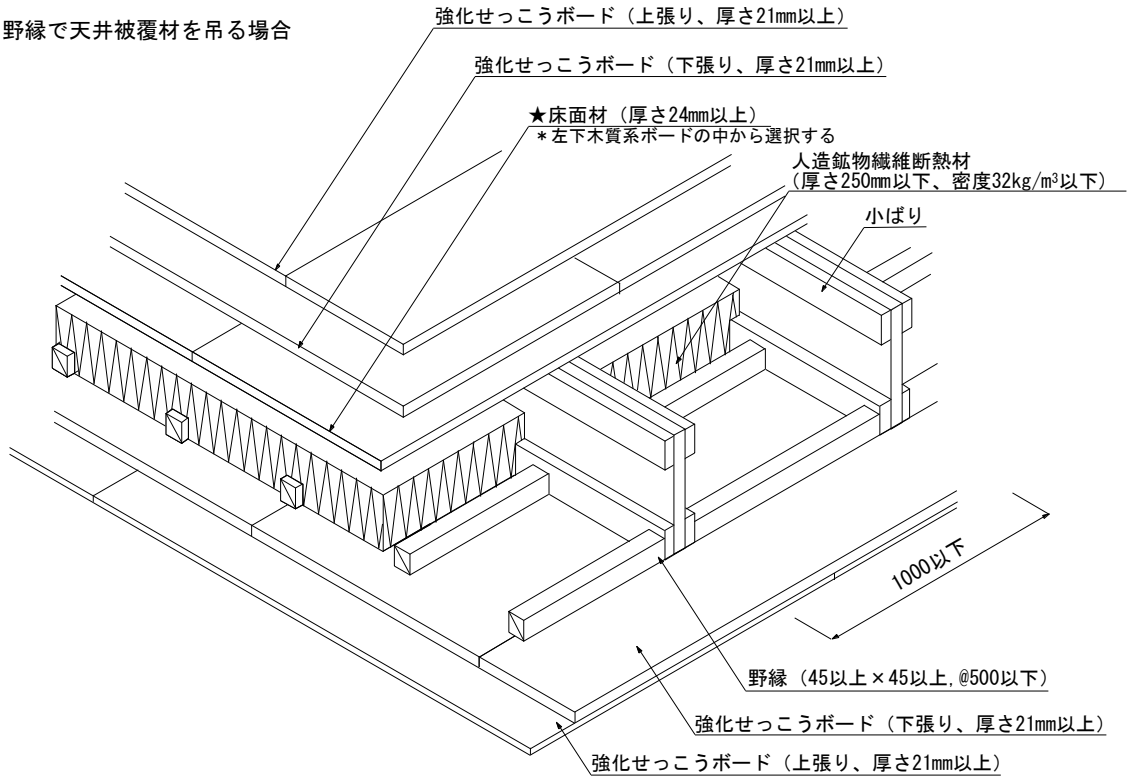 強化せっこうボード（上張り、厚さ21mm以上）
野縁で天井被覆材を吊る場合
強化せっこうボード（下張り、厚さ21mm以上）
★床面材（厚さ24mm以上）
＊左下木質系ボードの中から選択する
人造鉱物繊維断熱材
（厚さ250mm以下、密度32kg/m³以下）
小ばり
1000以下
野縁（45以上×45以上,@500以下）
強化せっこうボード（下張り、厚さ21mm以上）
強化せっこうボード（上張り、厚さ21mm以上）